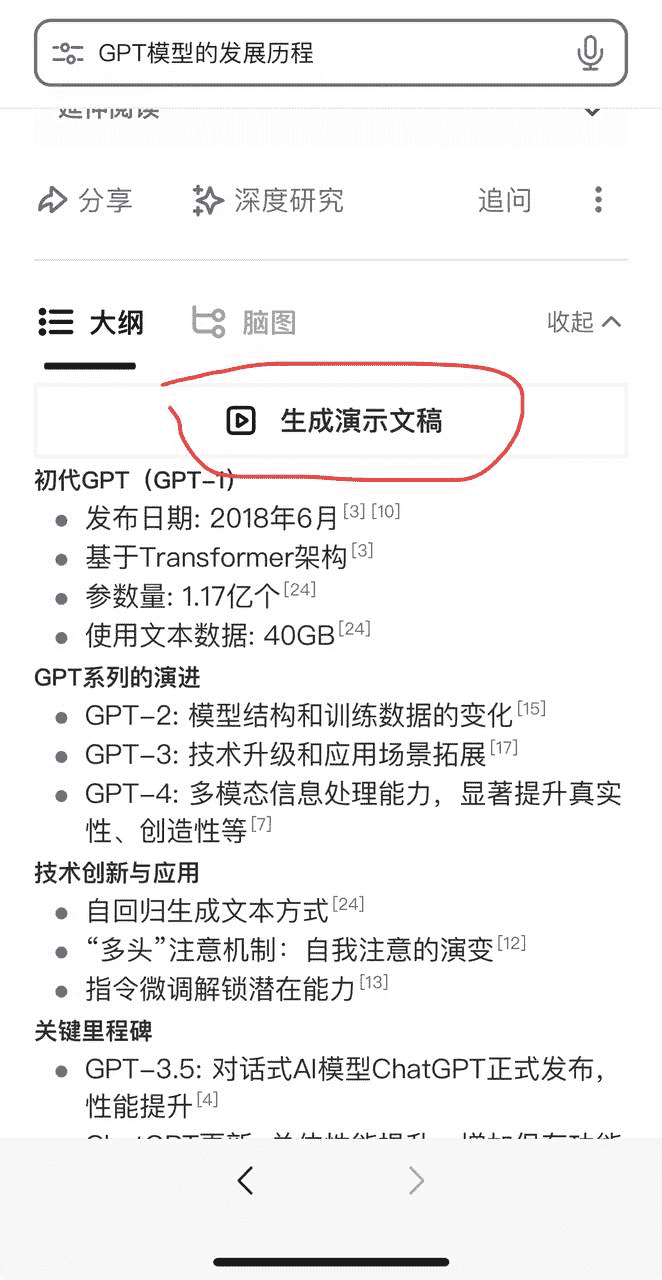 GPT模型的发展历程
延伸阅读
分享 深度研究 追问
大纲 脑图 收起
生成演示文稿
初代GPT（GPT-1）
发布日期: 2018年6月[3] [10]
基于Transformer架构[3]
参数量: 1.17亿个[24]
使用文本数据: 40GB[24]
GPT系列的演进
GPT-2: 模型结构和训练数据的变化[15]
GPT-3: 技术升级和应用场景拓展[17]
GPT-4: 多模态信息处理能力，显著提升真实
性、创造性等[7]
技术创新与应用
自回归生成文本方式[24]
“多头”注意机制：自我注意的演变[12]
指令微调解锁潜在能力[13]
关键里程碑
GPT-3.5: 对话式AI模型ChatGPT正式发布，
性能提升[4]